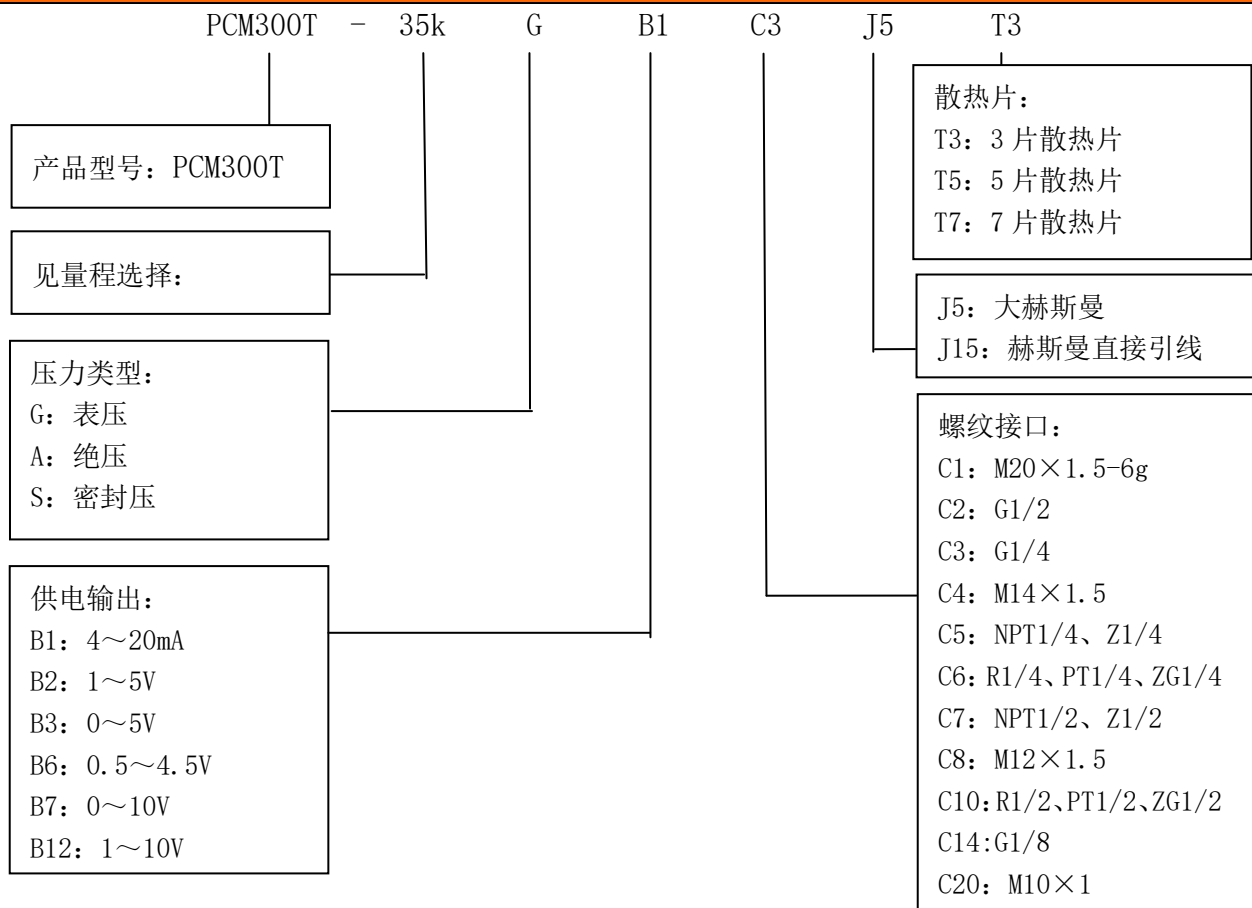 PCM300T － 35k G B1 C3 J5 T3
产品型号：PCM300T
见量程选择：
压力类型：
G：表压
A：绝压
S：密封压
供电输出：
B1：4～20mA
B2：1～5V
B3：0～5V
B6：0.5～4.5V
B7：0～10V
B12：1～10V
散热片：
T3：3 片散热片
T5：5 片散热片
T7：7 片散热片
J5：大赫斯曼
J15：赫斯曼直接引线
螺纹接口：
C1：M20×1.5-6g
C2：G1/2
C3：G1/4
C4：M14×1.5
C5：NPT1/4、Z1/4
C6：R1/4、PT1/4、ZG1/4
C7：NPT1/2、Z1/2
C8：M12×1.5
C10：R1/2、PT1/2、ZG1/2
C14:G1/8
C20：M10×1